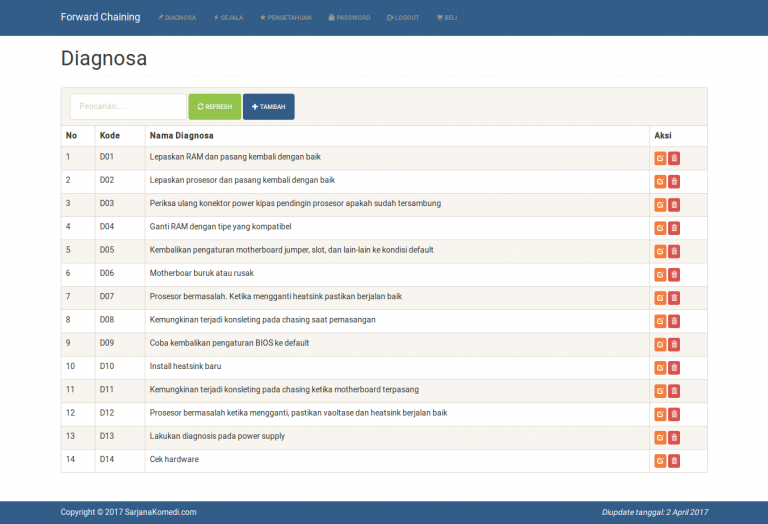 Forward Chaining DIAGNOSA GEJALA PENGETAHUAN PASSWORD LOGOUT BELI
Diagnosa
Pencarian. . . REFRESH TAMBAH
No Kode Nama Diagnosa Aksi
1 D01 Lepaskan RAM dan pasang kembali dengan baik
2 D02 Lepaskan prosesor dan pasang kembali dengan baik
3 D03 Periksa ulang konektor power kipas pendingin prosesor apakah sudah tersambung
4 D04 Ganti RAM dengan tipe yang kompatibel
5 D05 Kembalikan pengaturan motherboard jumper, slot, dan lain-lain ke kondisi default
6 D06 Motherboar buruk atau rusak
7 D07 Prosesor bermasalah. Ketika mengganti heatsink pastikan berjalan baik
8 D08 Kemungkinan terjadi konsleting pada chasing saat pemasangan
9 D09 Coba kembalikan pengaturan BIOS ke default
10 D10 Install heatsink baru
11 D11 Kemungkinan terjadi konsleting pada chasing ketika motherboard terpasang
12 D12 Prosesor bermasalah ketika mengganti, pastikan vaoltase dan heatsink berjalan baik
13 D13 Lakukan diagnosis pada power supply
14 D14 Cek hardware
Copyright © 2017 SarjanaKomedi.com Diupdate tanggal: 2 April 2017